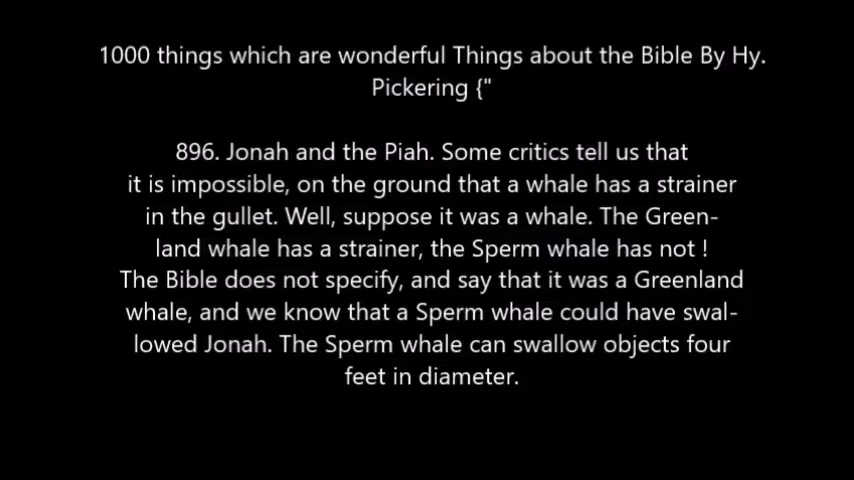 1000 things which are wonderful Things about the Bible By Hy.
Pickering {"
896. Jonah and the Piah. Some critics tell us that
it is impossible, on the ground that a whale has a strainer
in the gullet. Well, suppose it was a whale. The Green-
land whale has a strainer, the Sperm whale has not !
The Bible does not specify, and say that it was a Greenland
whale, and we know that a Sperm whale could have swal-
lowed Jonah. The Sperm whale can swallow objects four
feet in diameter.